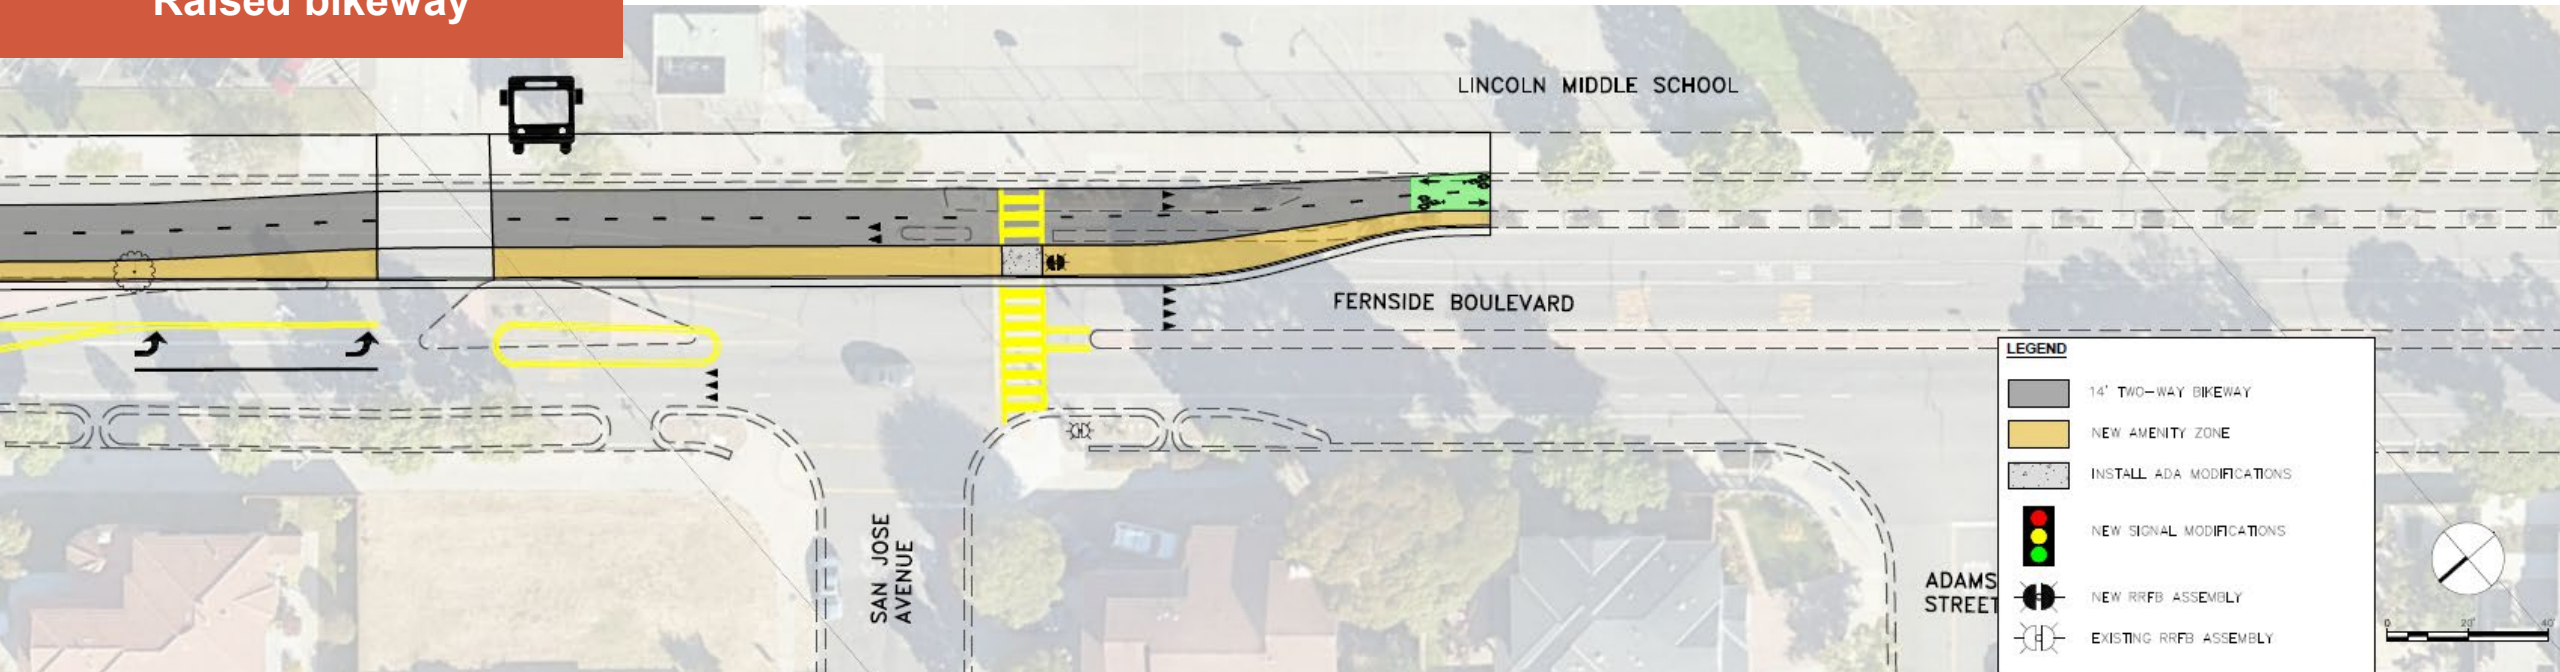 Raised bikeway
LINCOLN MIDDLE SCHOOL
FERNSIDE BOULEVARD
SAN JOSE
AVENUE
ADAMS
STREET
LEGEND
14' TWO-WAY BIKEWAY
NEW AMENITY ZONE
INSTALL ADA MODIFICATIONS
NEW SIGNAL MODIFICATIONS
NEW RRFB ASSEMBLY
EXISTING RRFB ASSEMBLY
0 20' 40'